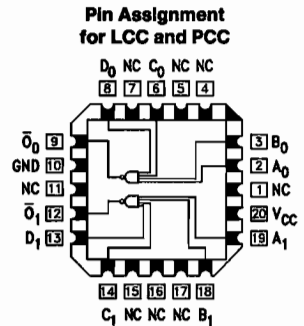 Pin Assignment
for LCC and PCC
D₀ NC C₀ NC NC
8 7 6 5 4
Ō₀ 9
GND 10
NC 11
Ō₁ 12
D₁ 13
3 B₀
2 A₀
1 NC
20 V_CC
19 A₁
14 15 16 17 18
C₁ NC NC NC B₁